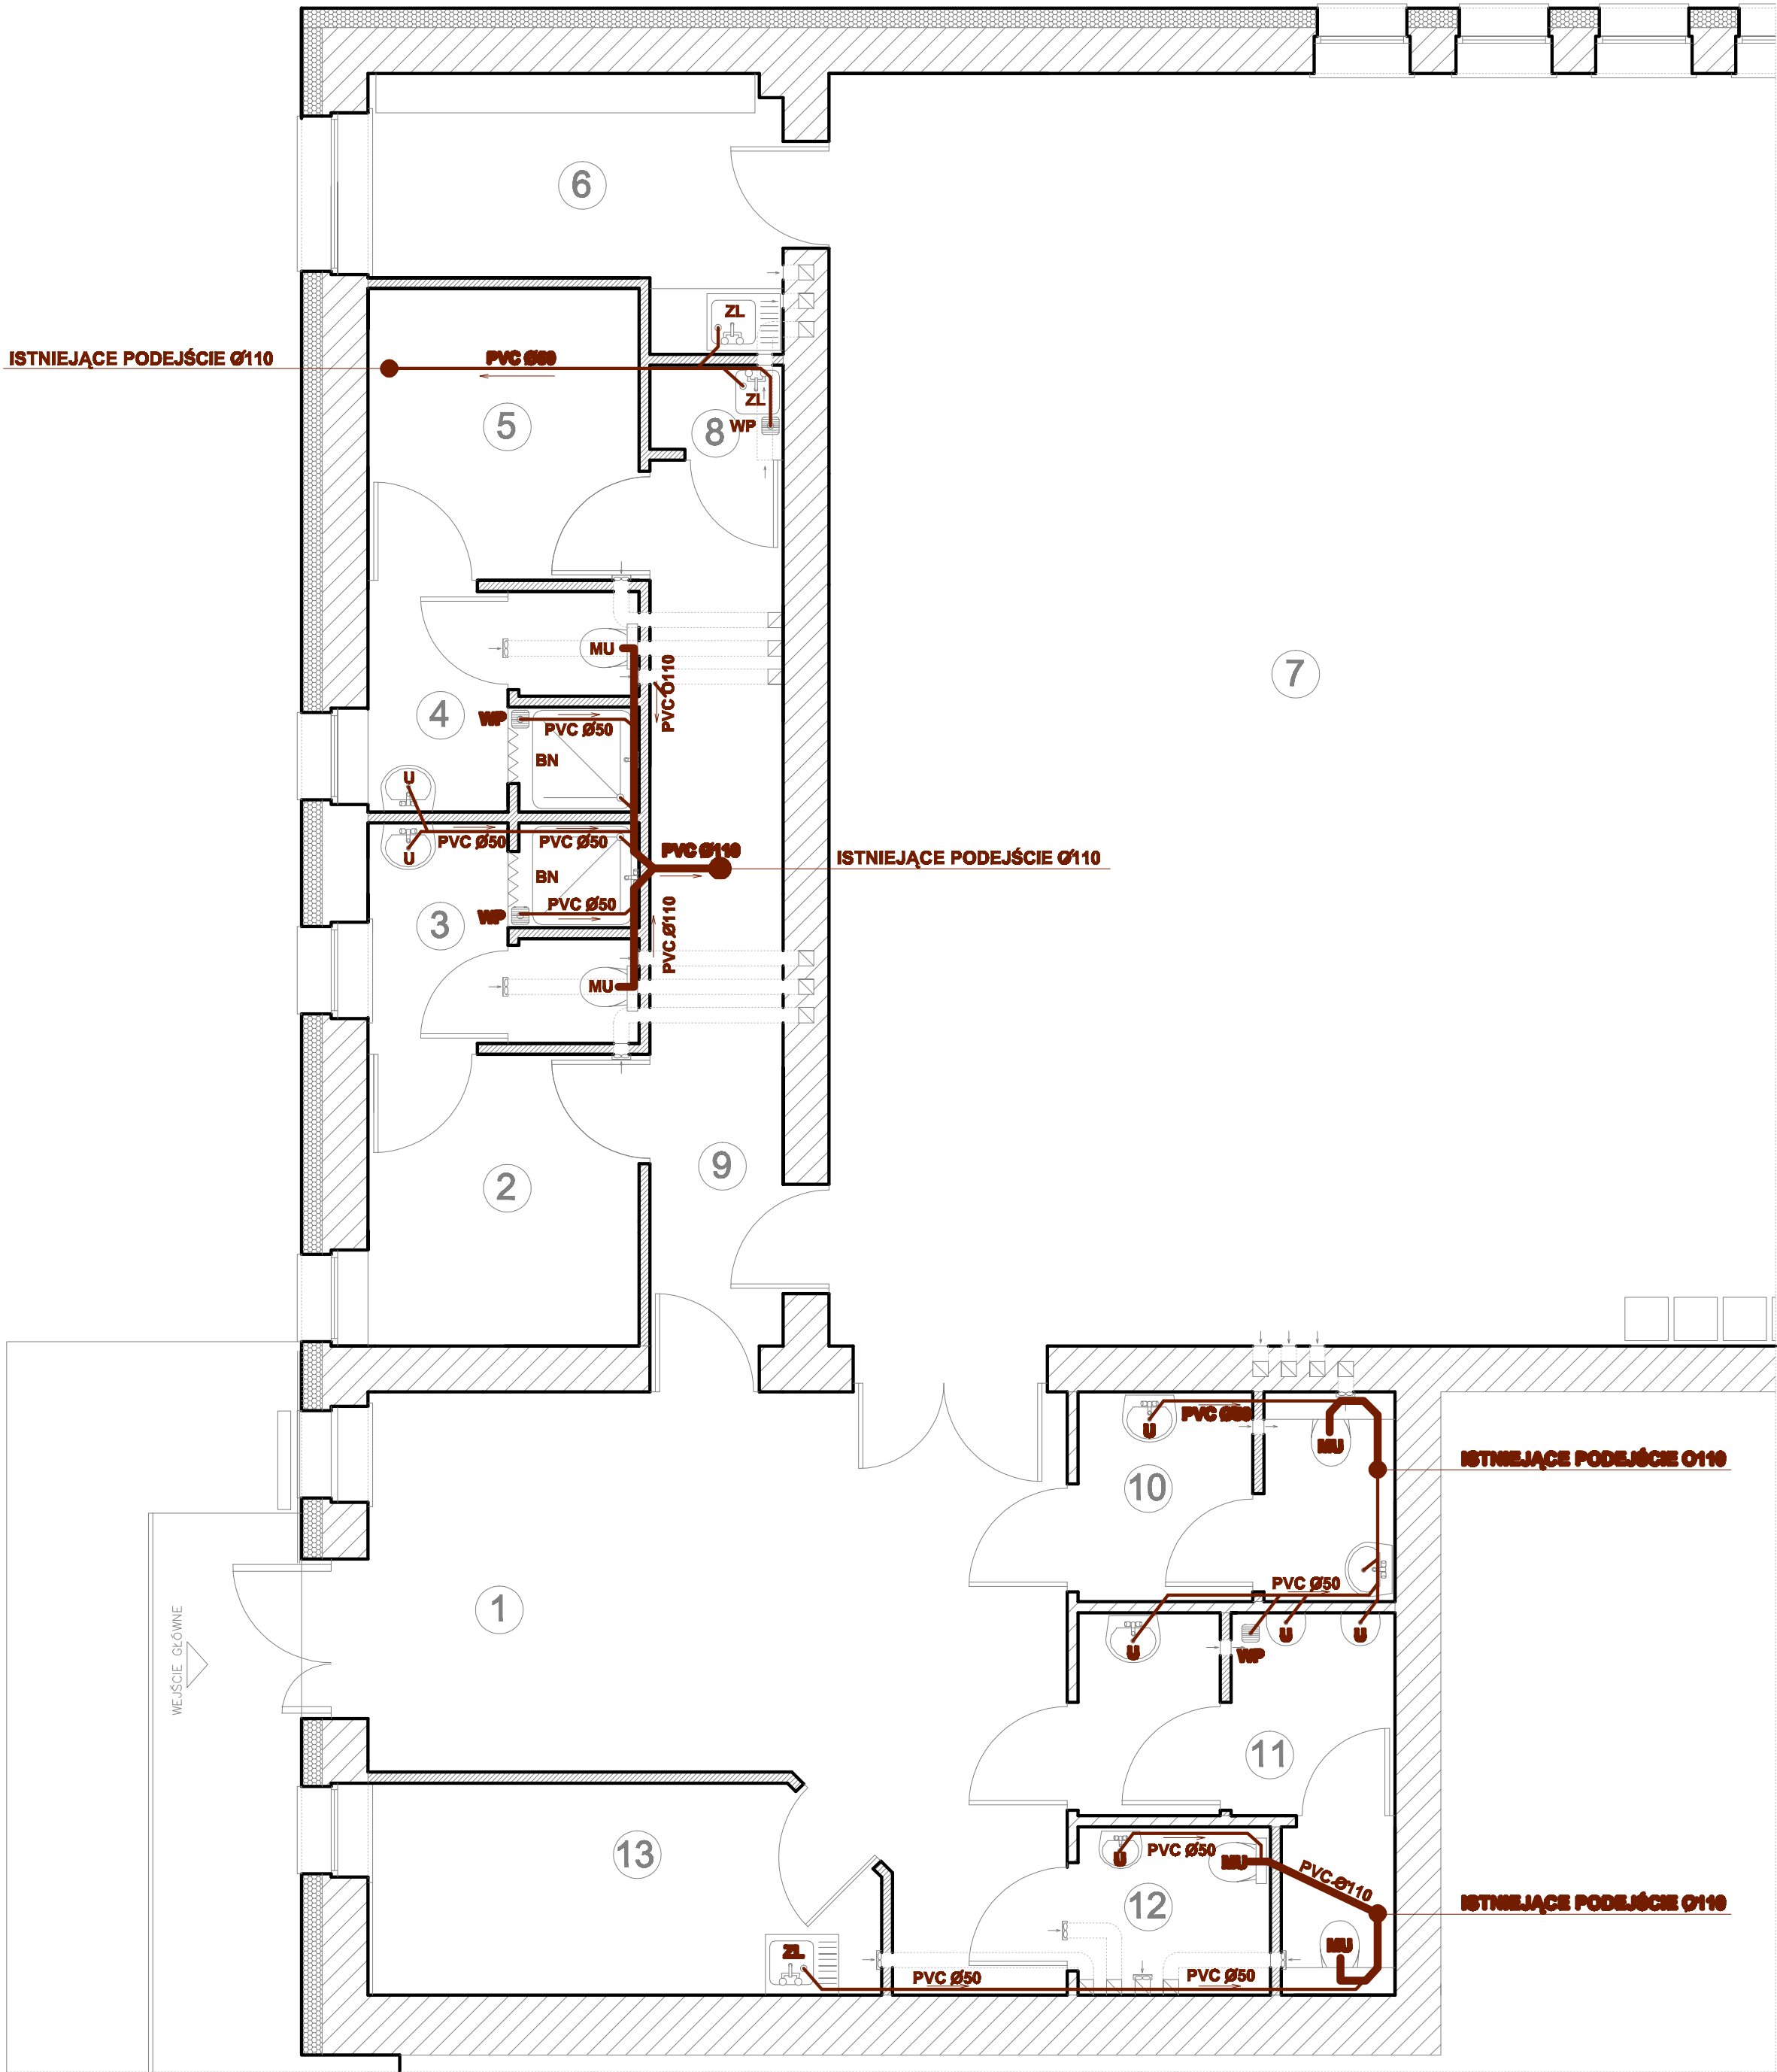 6
ZL
ISTNIEJĄCE PODEJŚCIE Ø110
PVC Ø50
ZL
5
8
WP
MU
PVC Ø110
7
4
WP
PVC Ø50
BN
U
PVC Ø50
PVC Ø50
U
PVC Ø110
ISTNIEJĄCE PODEJŚCIE Ø110
BN
WP
PVC Ø50
3
PVC Ø110
MU
9
2
PVC Ø50
U
MU
ISTNIEJĄCE PODEJŚCIE Ø110
10
PVC Ø50
1
WEJŚCIE GŁÓWNE
U
WP
U
U
11
13
U
PVC Ø50
MU
PVC Ø110
12
ISTNIEJĄCE PODEJŚCIE Ø110
MU
ZL
PVC Ø50
PVC Ø50